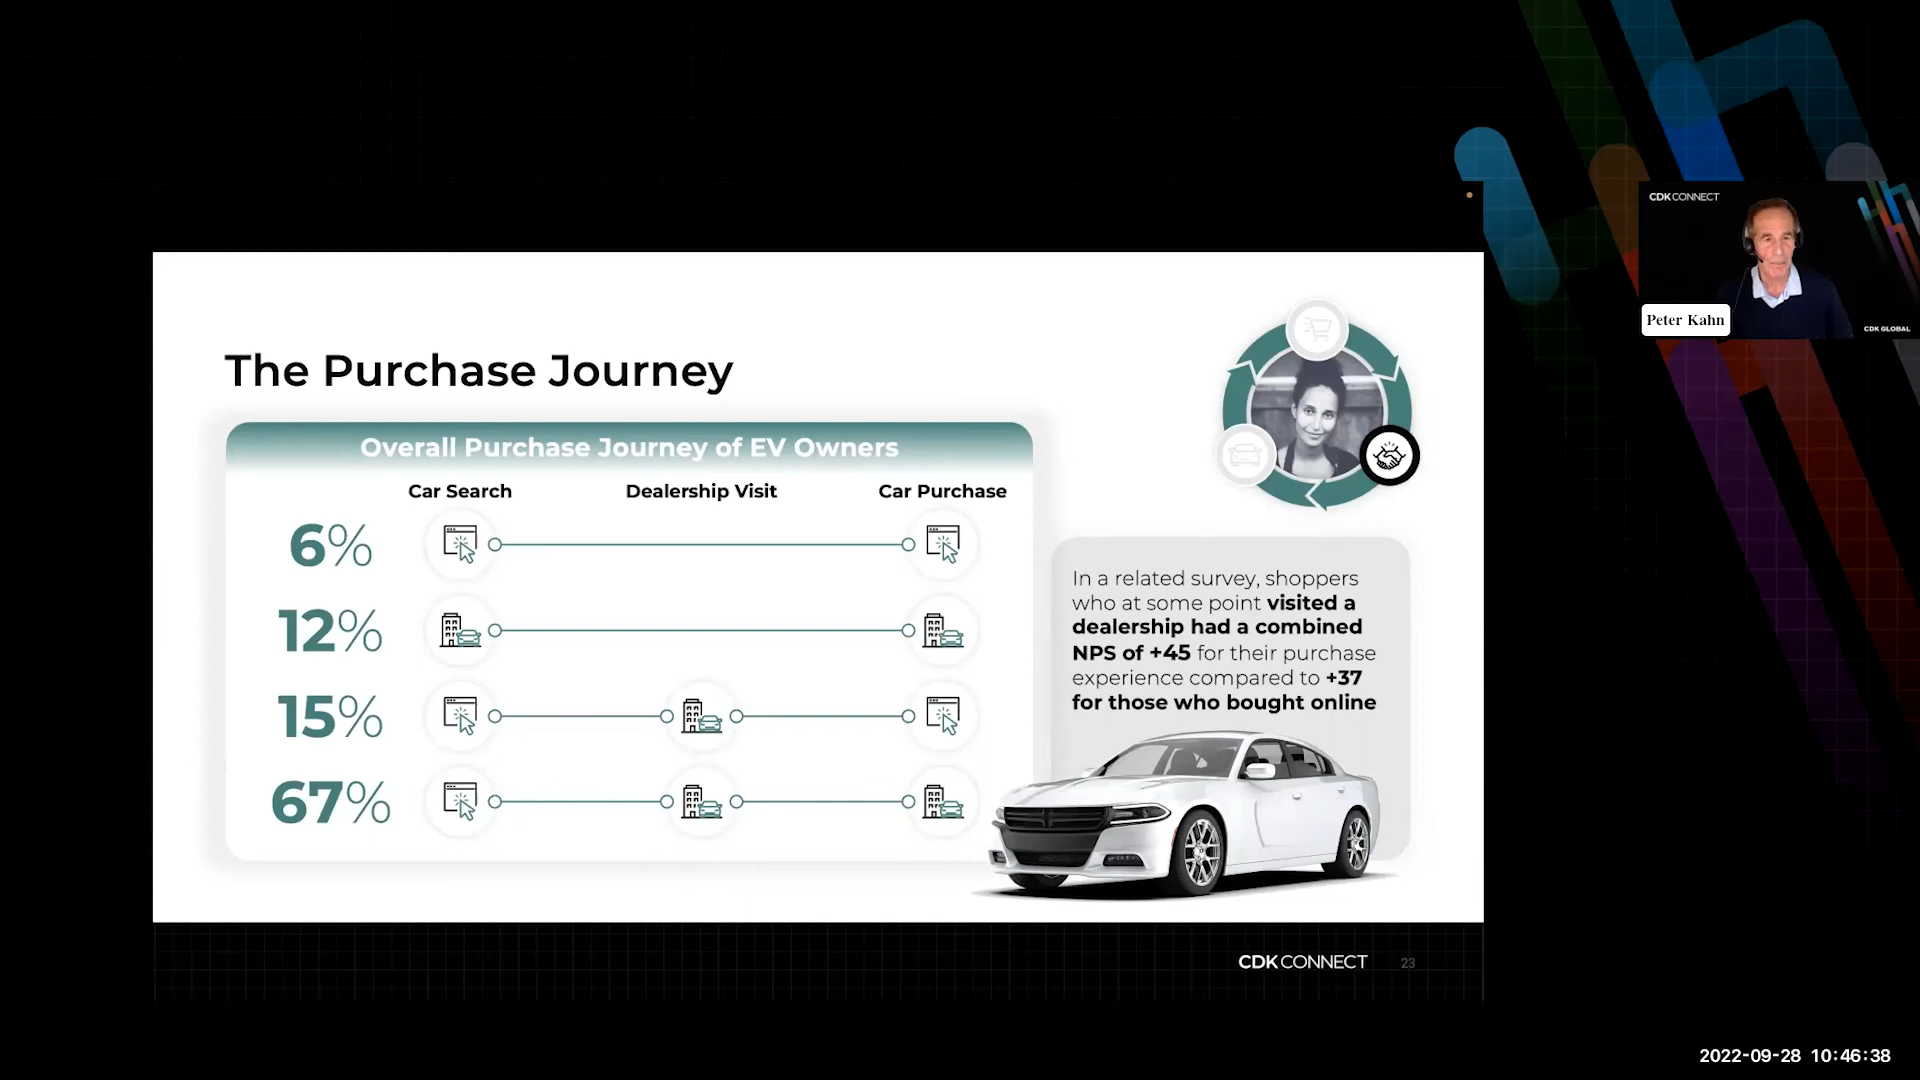 CDK CONNECT
Peter Kahn
CDK GLOBAL
The Purchase Journey
Overall Purchase Journey of EV Owners
Car Search Dealership Visit Car Purchase
6%
12%
15%
67%
In a related survey, shoppers
who at some point visited a
dealership had a combined
NPS of +45 for their purchase
experience compared to +37
for those who bought online
CDK CONNECT 23
2022-09-28 10:46:38